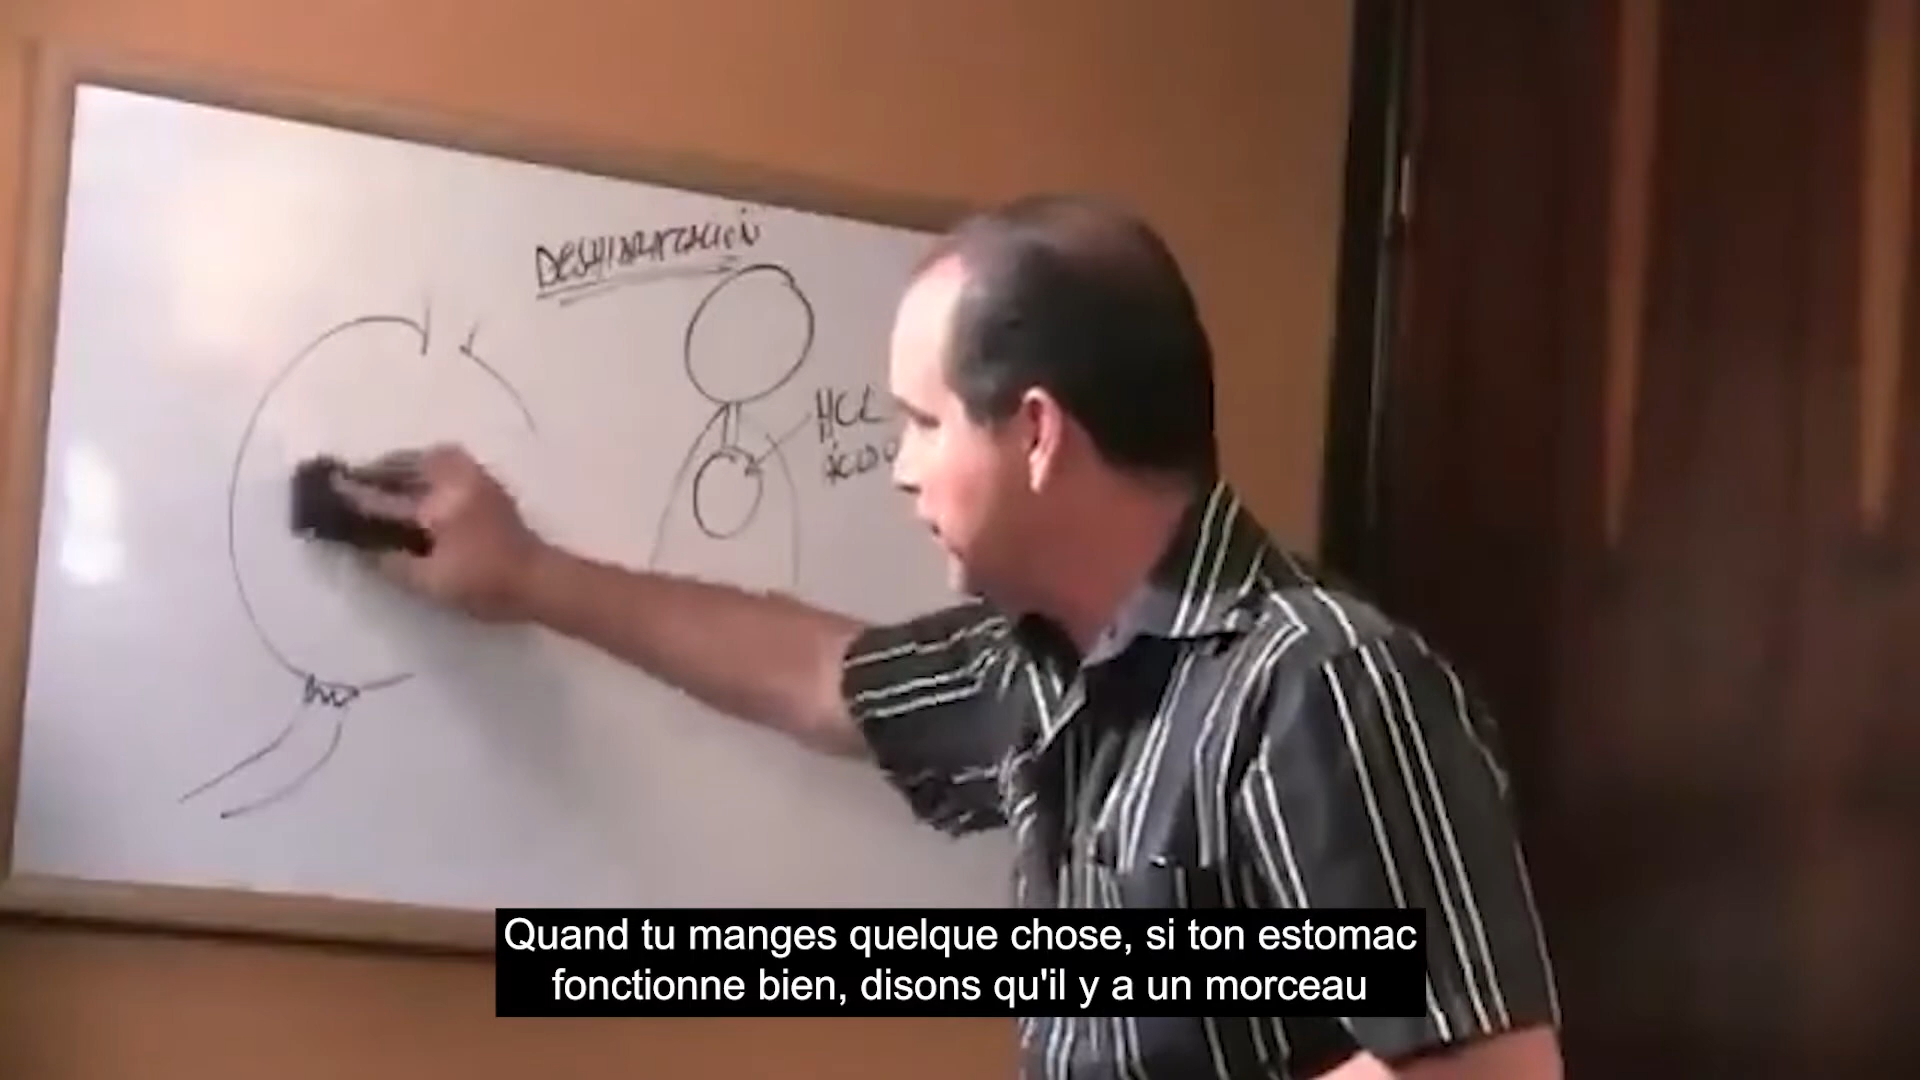 DESHIDRATACIÓN
HCL
ÁCIDO
Quand tu manges quelque chose, si ton estomac
fonctionne bien, disons qu'il y a un morceau